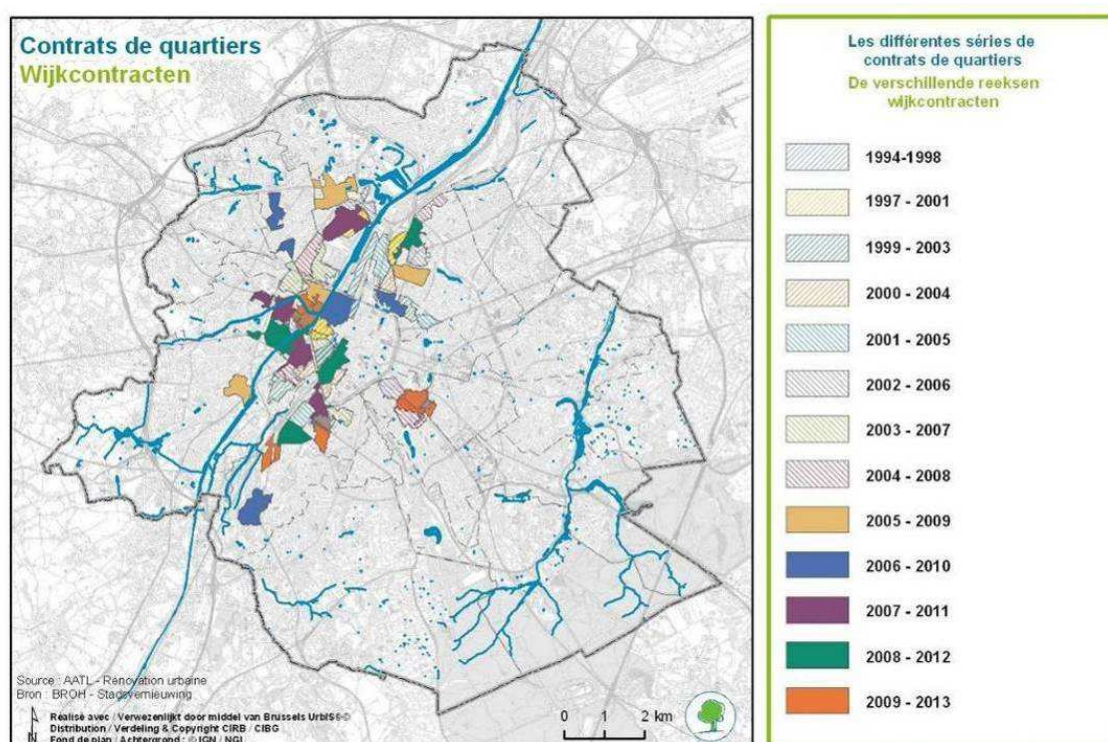 Contrats de quartiers
Wijkcontracten
Source : AATL - Rénovation urbaine
Bron : BROH - Stadsvernieuwing
N
Réalisé avec / Verwezenlijkt door middel van Brussels UrbIS®©
Distribution / Verdeling & Copyright CIRB / CIBG
Fond de plan / Achtergrond : © IGN / NGI
0 1 2 km
Les différentes séries de
contrats de quartiers
De verschillende reeksen
wijkcontracten
1994-1998
1997 - 2001
1999 - 2003
2000 - 2004
2001 - 2005
2002 - 2006
2003 - 2007
2004 - 2008
2005 - 2009
2006 - 2010
2007 - 2011
2008 - 2012
2009 - 2013